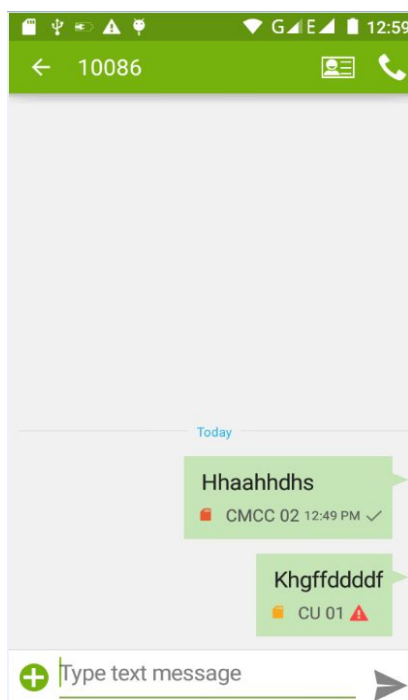 G E 12:59
10086
Today
Hhaahhdhs
CMCC 02 12:49 PM
Khgffddddf
CU 01
Type text message